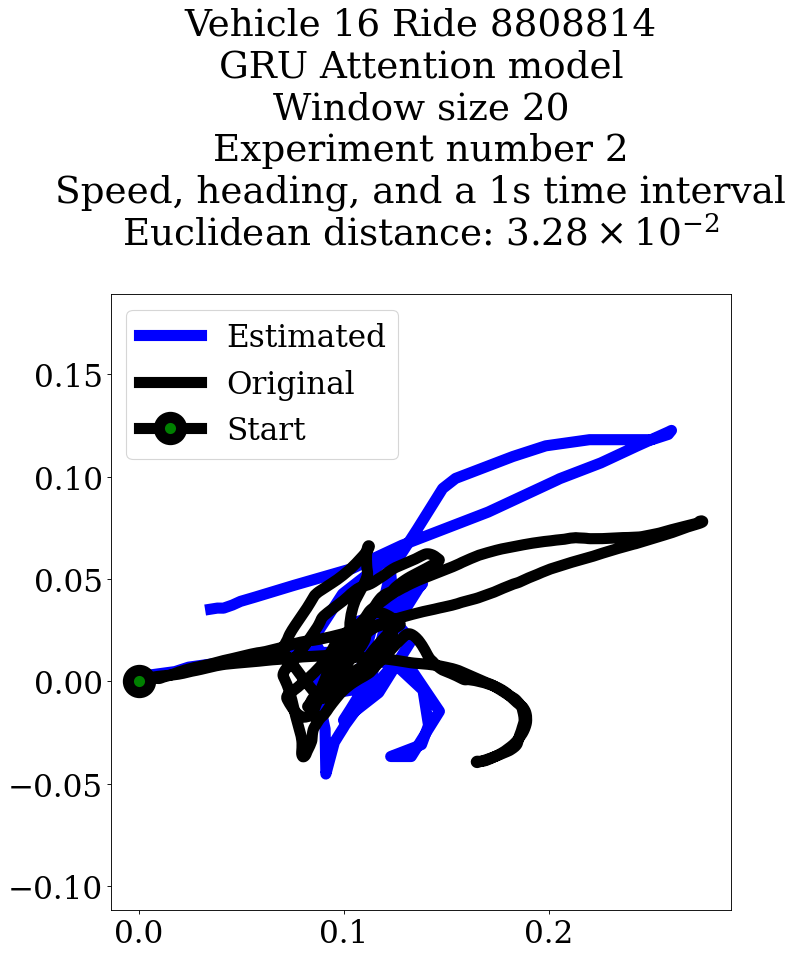 Vehicle 16 Ride 8808814
GRU Attention model
Window size 20
Experiment number 2
Speed, heading, and a 1s time interval
Euclidean distance: 3.28 × 10⁻²
Estimated
Original
Start
0.15
0.10
0.05
0.00
−0.05
−0.10
0.0 0.1 0.2